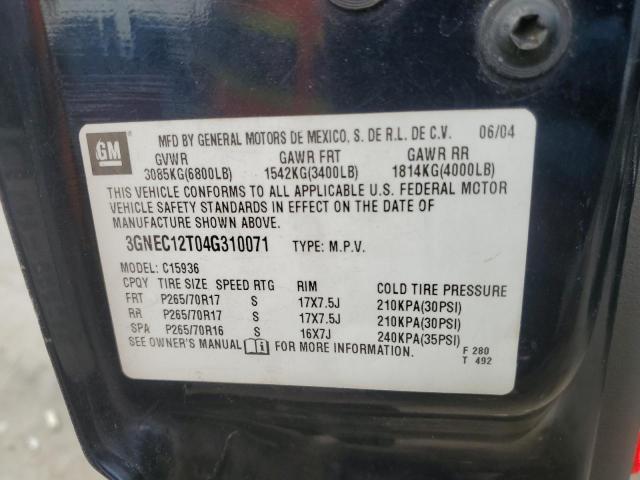 GM MFD BY GENERAL MOTORS DE MEXICO, S. DE R.L. DE C.V. 06/04
GVWR GAWR FRT GAWR RR
3085KG(6800LB) 1542KG(3400LB) 1814KG(4000LB)
THIS VEHICLE CONFORMS TO ALL APPLICABLE U.S. FEDERAL MOTOR
VEHICLE SAFETY STANDARDS IN EFFECT ON THE DATE OF
MANUFACTURE SHOWN ABOVE.
3GNEC12T04G310071 TYPE: M.P.V.
MODEL: C15936
CPQY TIRE SIZE SPEED RTG RIM COLD TIRE PRESSURE
FRT P265/70R17 S 17X7.5J 210KPA(30PSI)
RR P265/70R17 S 17X7.5J 210KPA(30PSI)
SPA P265/70R16 S 16X7J 240KPA(35PSI)
SEE OWNER'S MANUAL i FOR MORE INFORMATION.
F 280
T 492